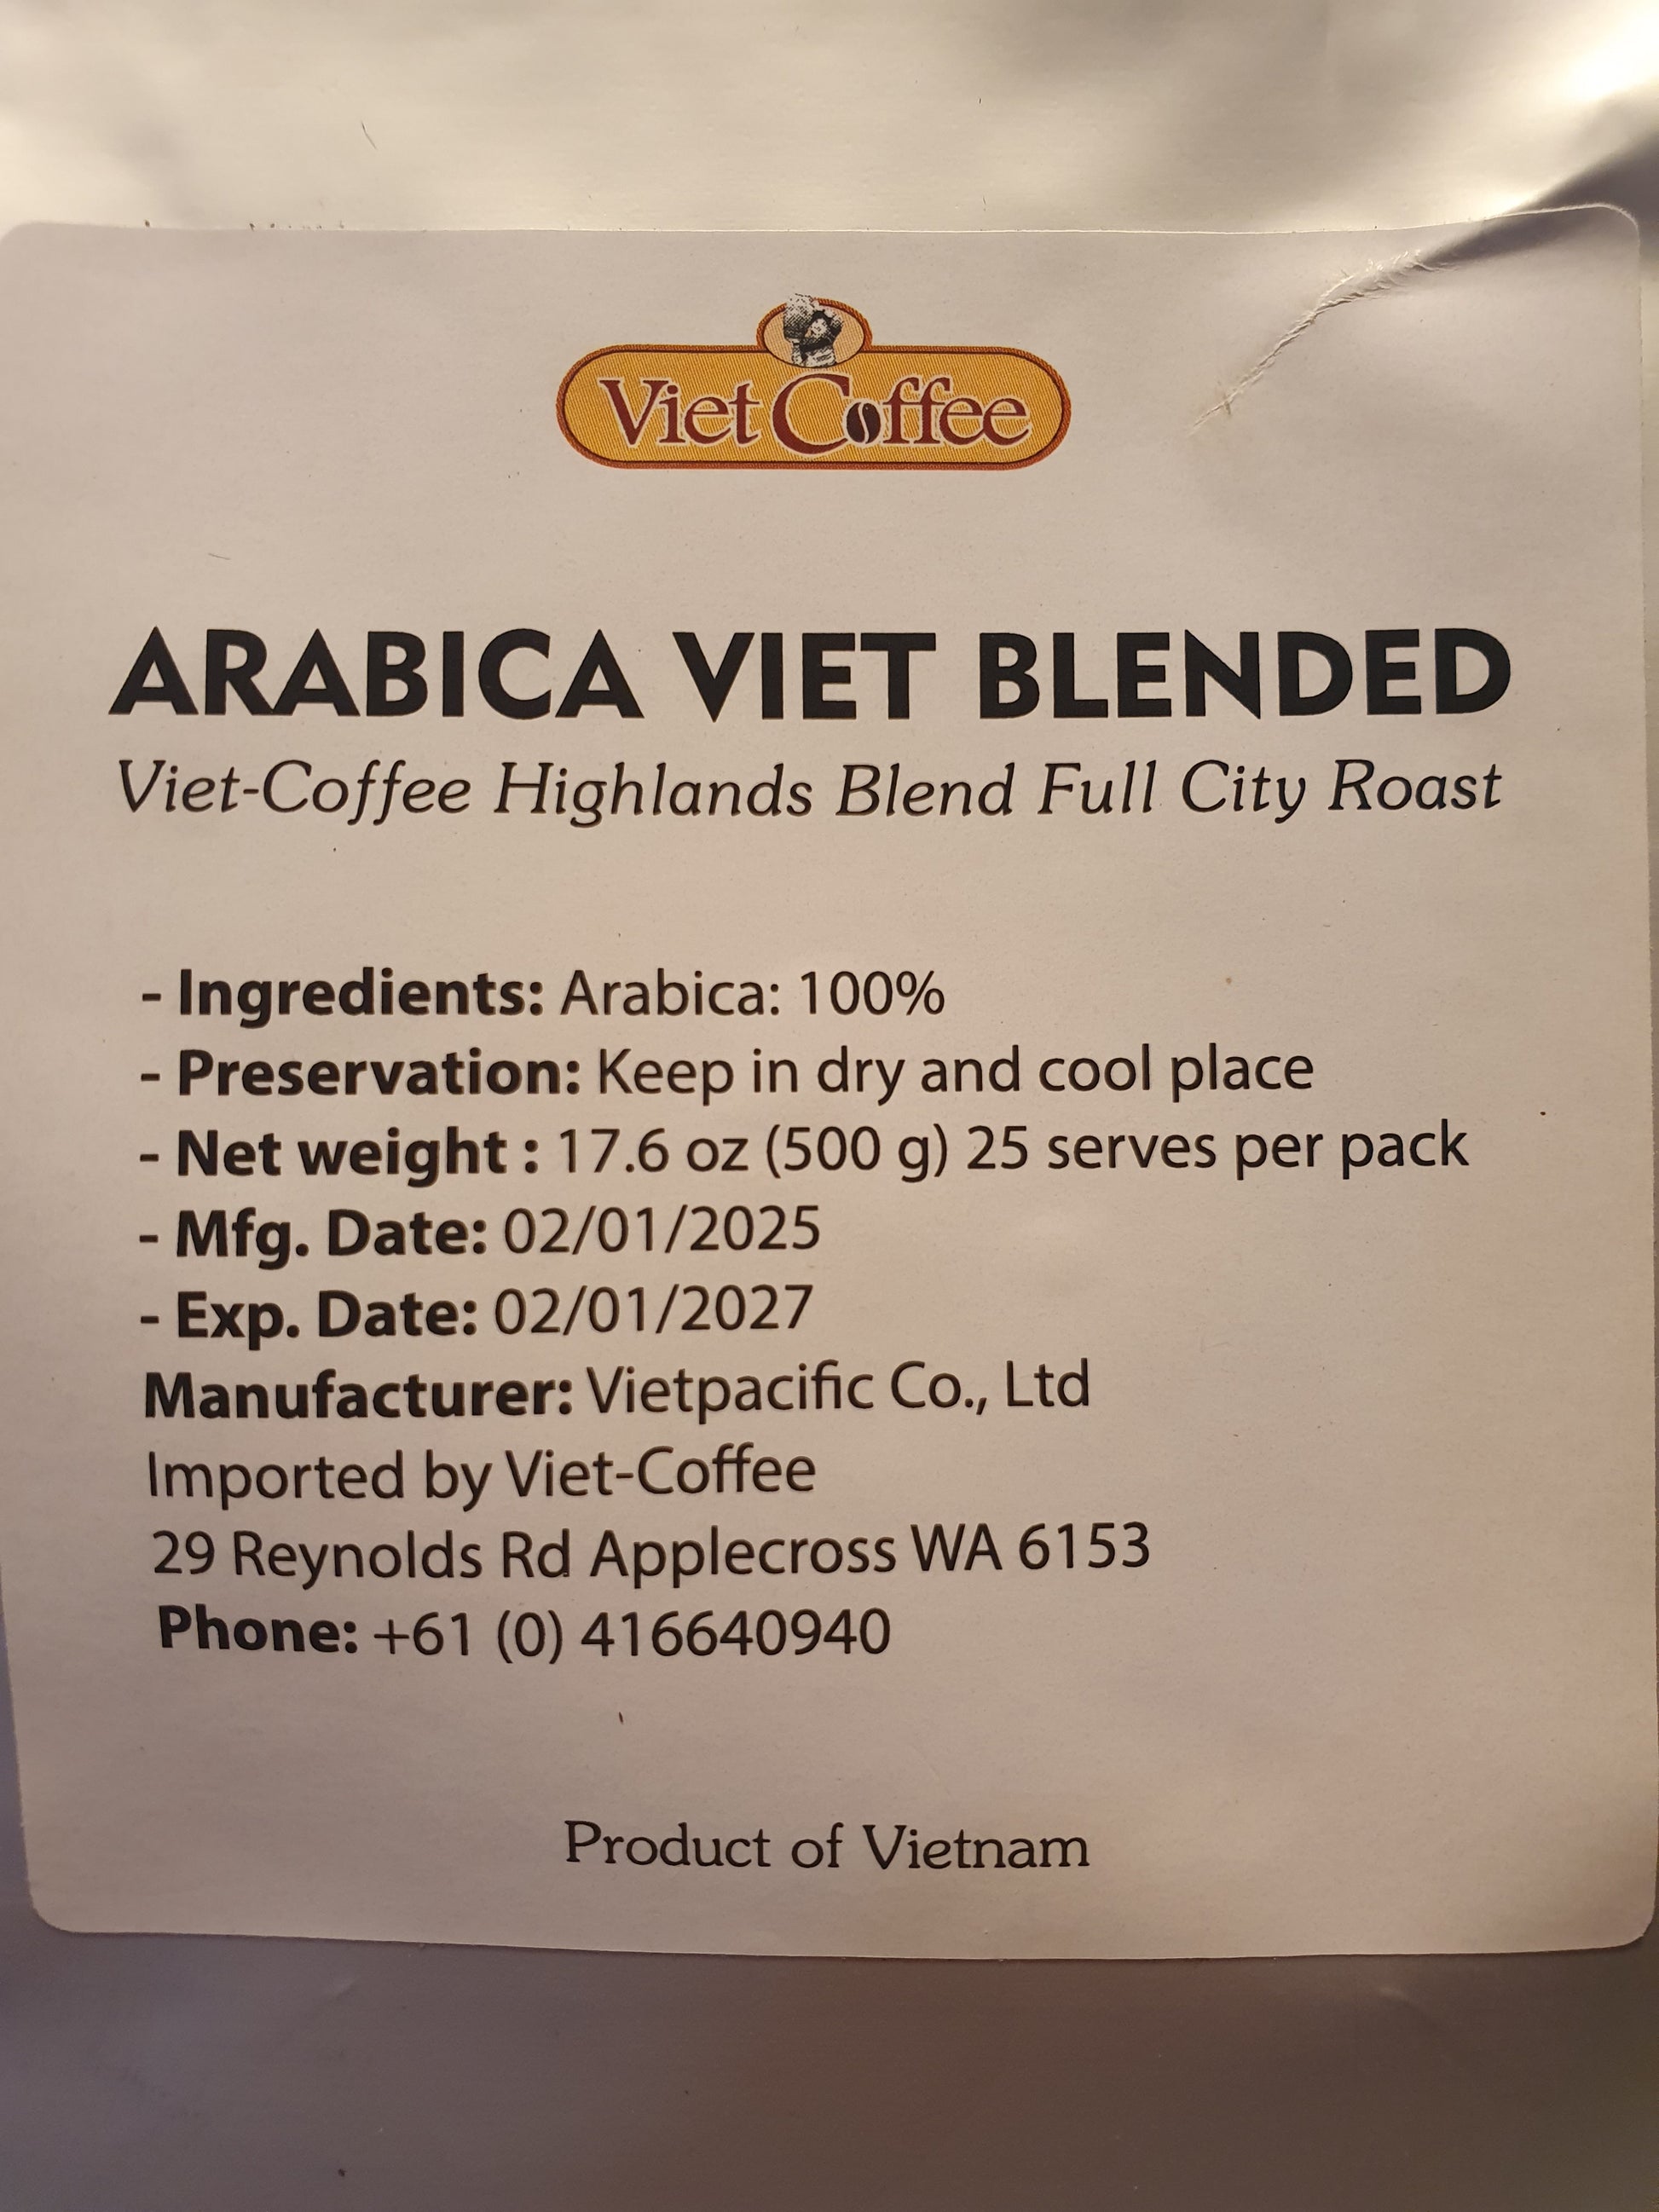 Viet Coffee
ARABICA VIET BLENDED
Viet-Coffee Highlands Blend Full City Roast
- Ingredients: Arabica: 100%
- Preservation: Keep in dry and cool place
- Net weight : 17.6 oz (500 g) 25 serves per pack
- Mfg. Date: 02/01/2025
- Exp. Date: 02/01/2027
Manufacturer: Vietpacific Co., Ltd
Imported by Viet-Coffee
29 Reynolds Rd Applecross WA 6153
Phone: +61 (0) 416640940
Product of Vietnam